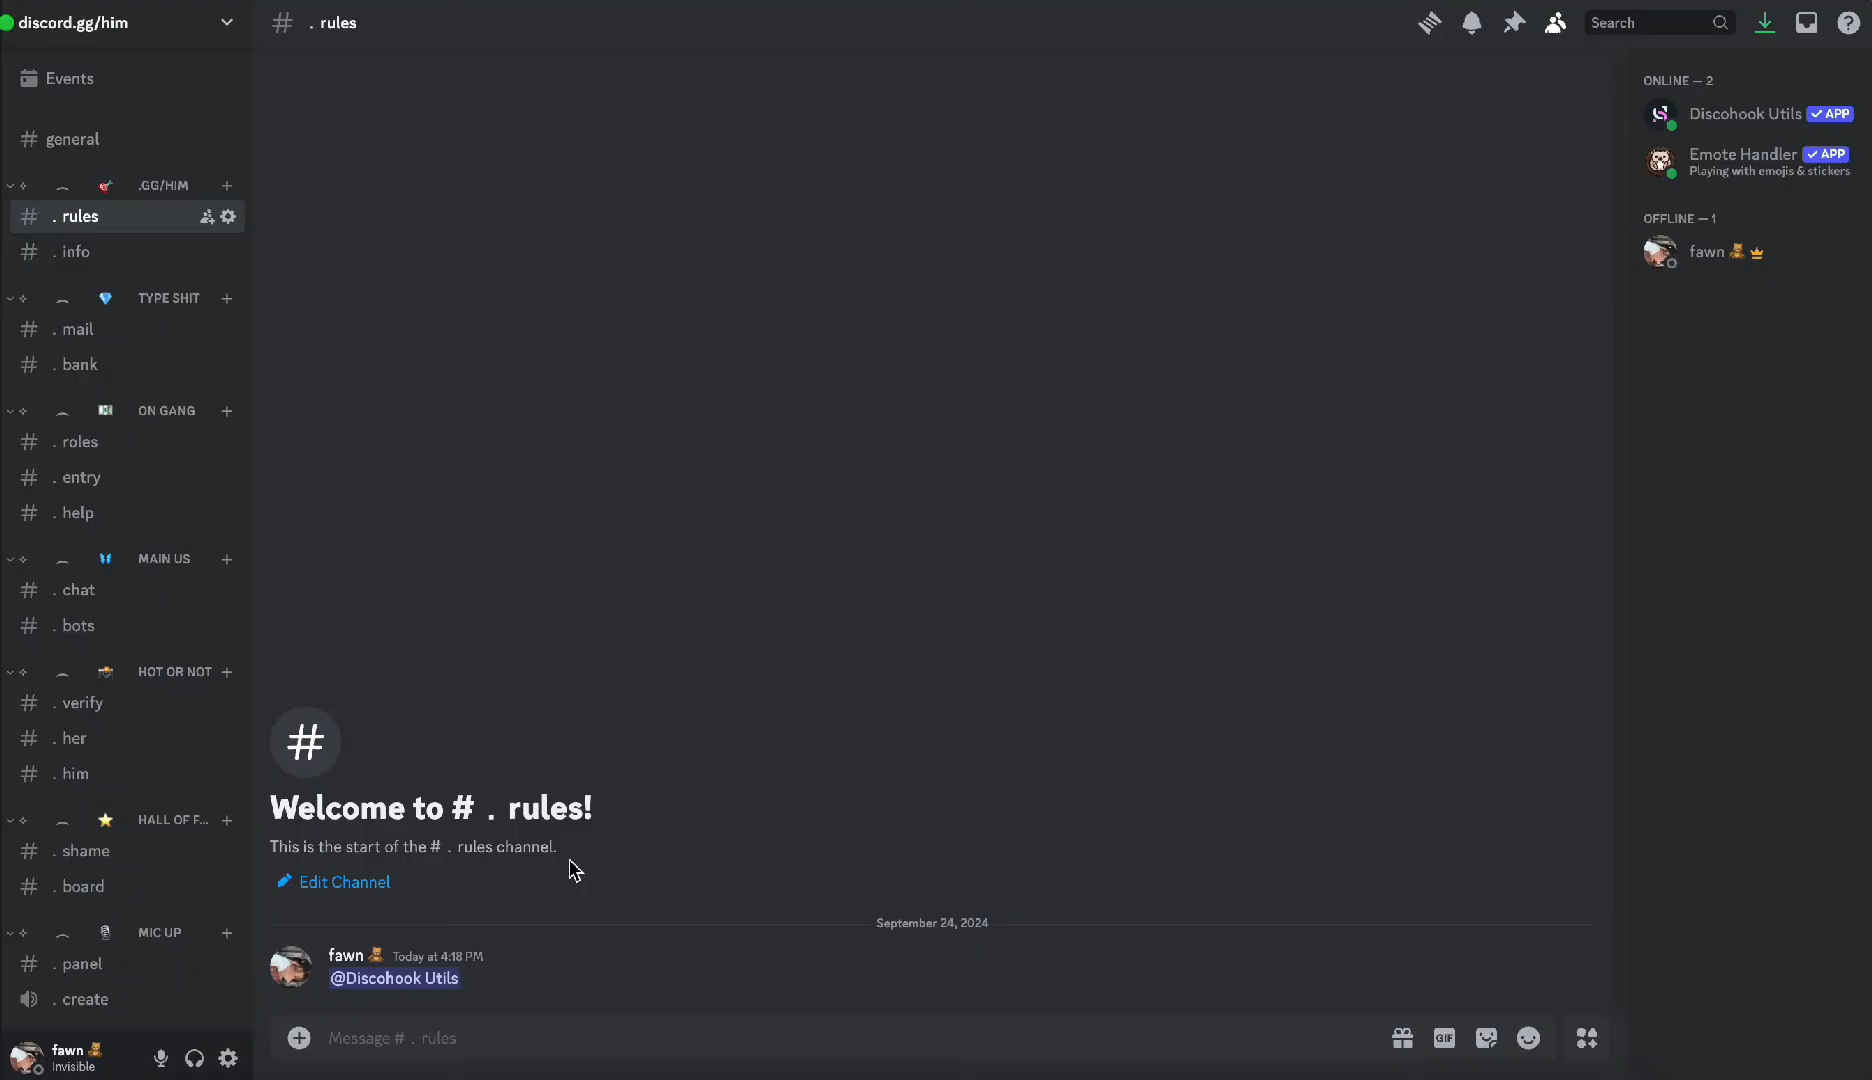 discord.gg/him
Events
# general
.GG/HIM
# . rules
# . info
TYPE SHIT
# . mail
# . bank
ON GANG
# . roles
# . entry
# . help
MAIN US
# . chat
# . bots
HOT OR NOT
# . verify
# . her
# . him
HALL OF F...
# . shame
# . board
MIC UP
# . panel
. create
fawn
Invisible
# . rules
Search
#
Welcome to # . rules!
This is the start of the # . rules channel.
Edit Channel
September 24, 2024
fawn Today at 4:18 PM
@Discohook Utils
Message # . rules
GIF
ONLINE — 2
Discohook Utils ✓ APP
Emote Handler ✓ APP
Playing with emojis & stickers
OFFLINE — 1
fawn